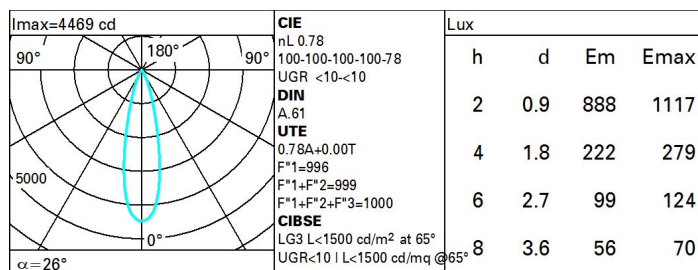 Imax=4469 cd
90°
180°
90°
5000
0°
α=26°
CIE
nL 0.78
100-100-100-100-78
UGR <10-<10
DIN
A.61
UTE
0.78A+0.00T
F"1=996
F"1+F"2=999
F"1+F"2+F"3=1000
CIBSE
LG3 L<1500 cd/m² at 65°
UGR<10 | L<1500 cd/mq @65°
Lux
h d Em Emax
2 0.9 888 1117
4 1.8 222 279
6 2.7 99 124
8 3.6 56 70